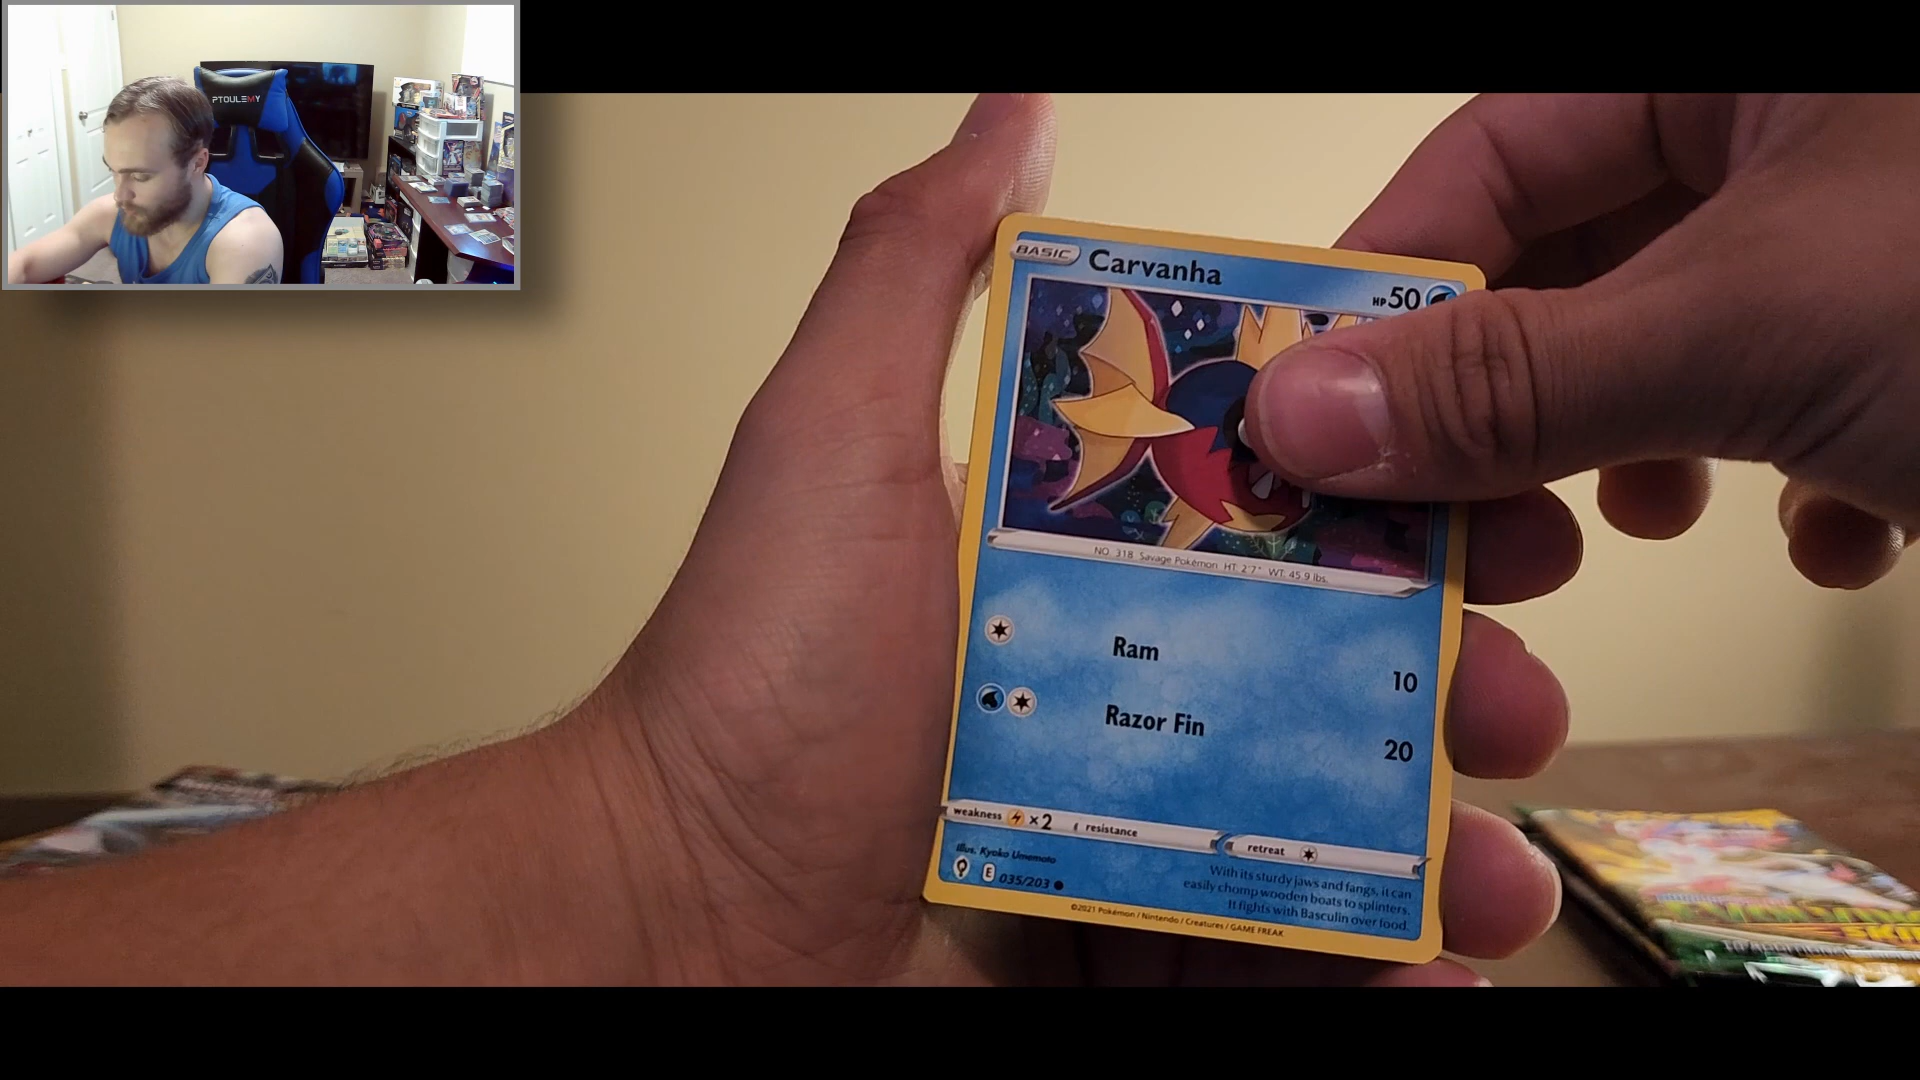 PTOULEMY
BASIC Carvanha HP 50
NO. 318 Savage Pokémon HT: 2'7" WT: 45.9 lbs.
Ram 10
Razor Fin 20
weakness ×2 resistance
retreat
Illus. Kyoko Umemoto
E 035/203
With its sturdy jaws and fangs, it can
easily chomp wooden boats to splinters.
It fights with Basculin over food.
©2021 Pokémon / Nintendo / Creatures / GAME FREAK